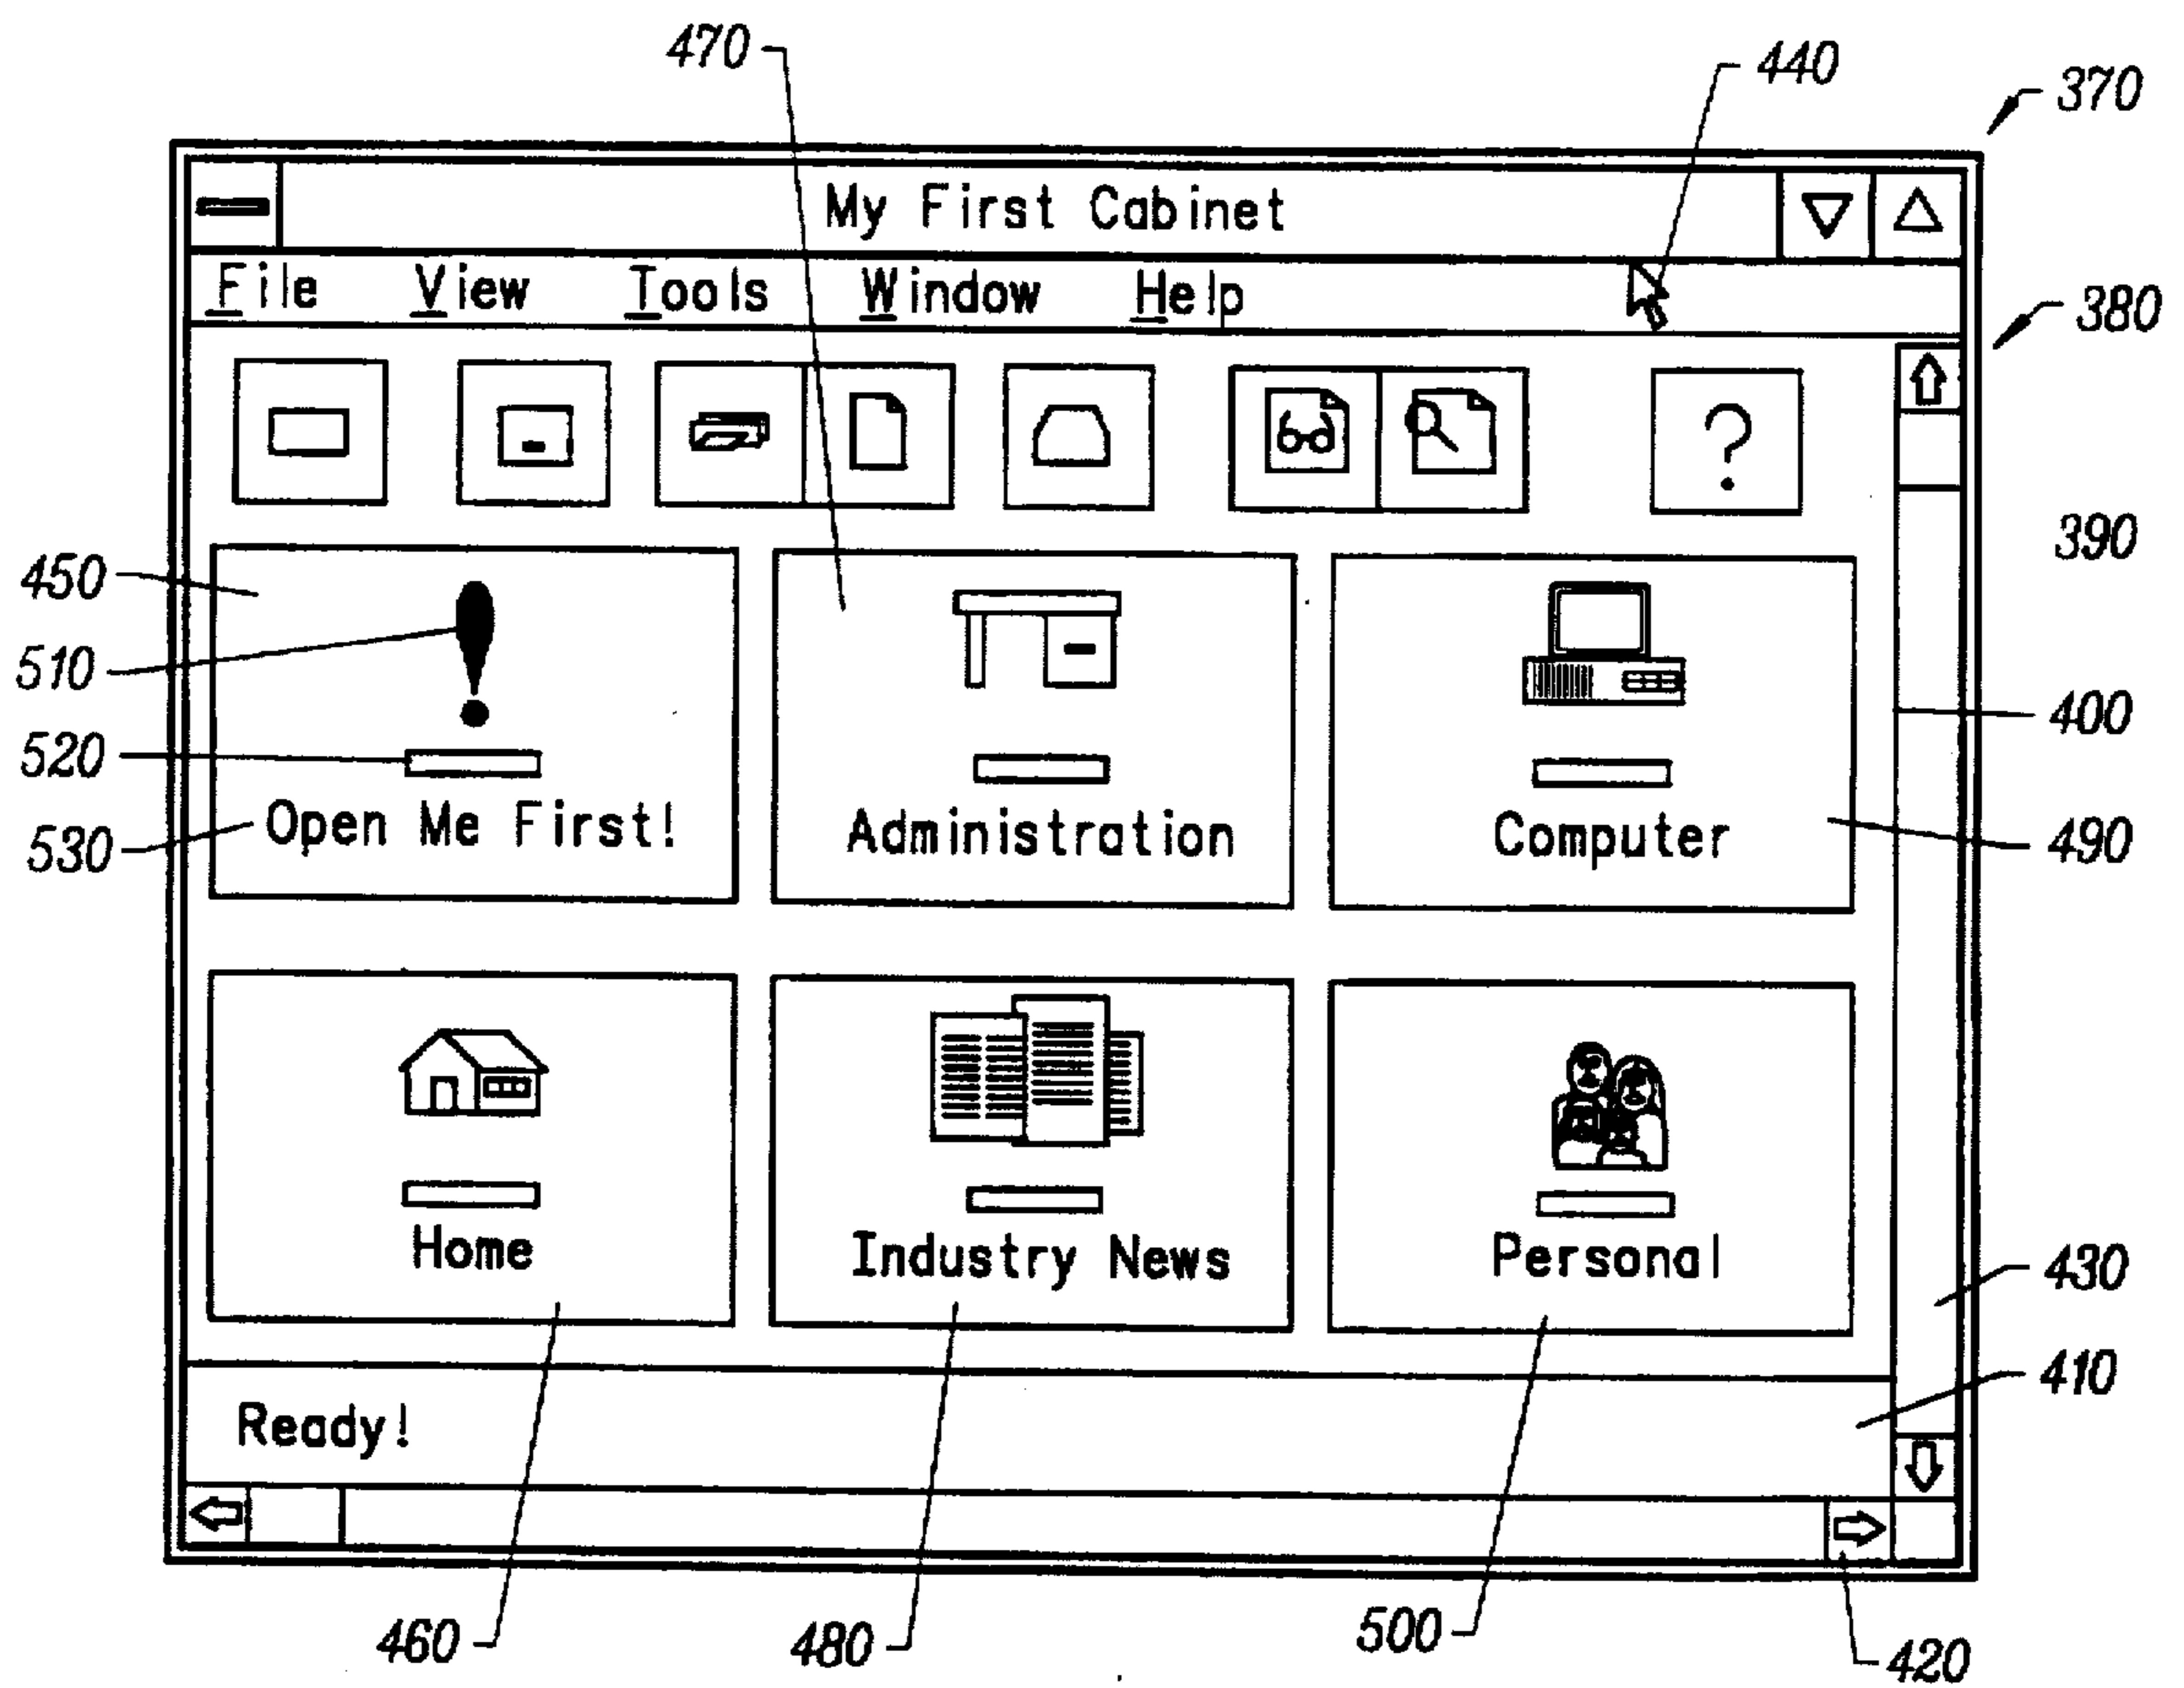 470
440
370
My First Cabinet
File View Tools Window Help
380
?
390
450
510
400
520
530
Open Me First!
Administration
Computer
490
Home
Industry News
Personal
430
410
Ready!
460
480
500
420